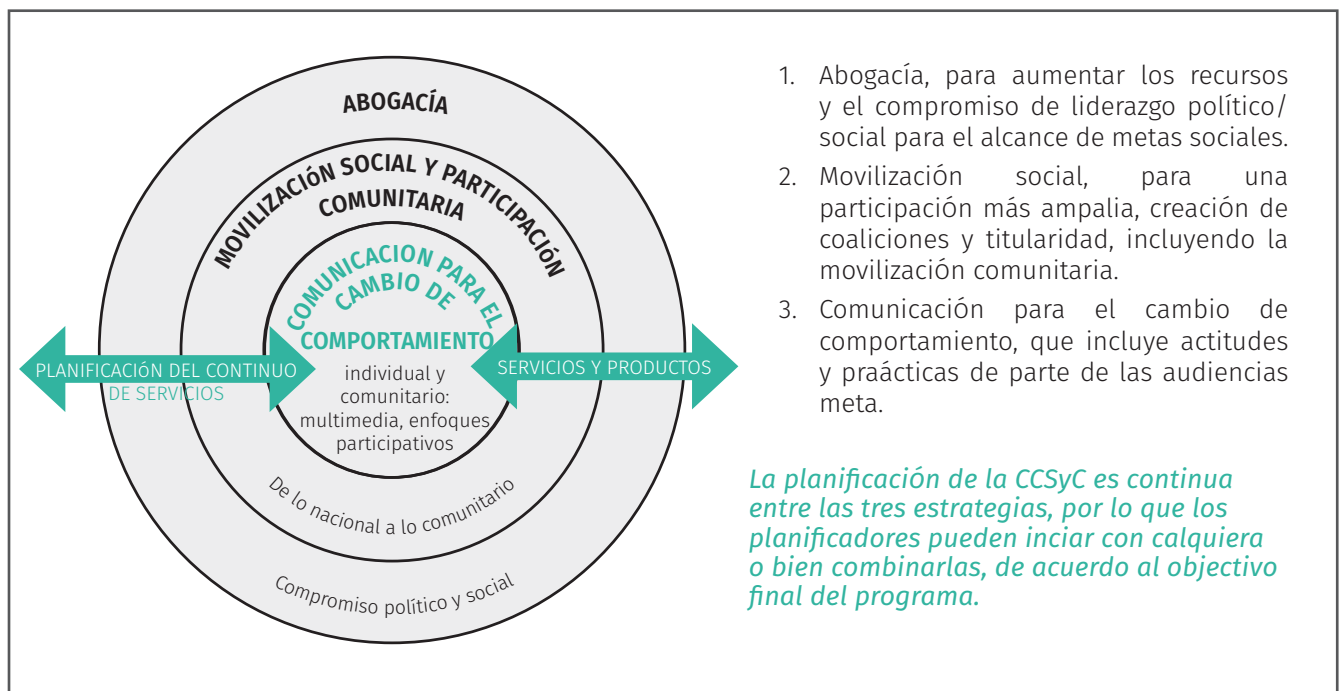 ABOGACÍA
MOVILIZACIÓN SOCIAL Y PARTICIPACIÓN
COMUNITARIA
COMUNICACION PARA EL
CAMBIO DE
COMPORTAMIENTO
individual y
comunitario:
multimedia, enfoques
participativos
PLANIFICACIÓN DEL CONTINUO
DE SERVICIOS
SERVICIOS Y PRODUCTOS
De lo nacional a lo comunitario
Compromiso político y social
1. Abogacía, para aumentar los recursos
y el compromiso de liderazgo político/
social para el alcance de metas sociales.
2. Movilización social, para una
participación más ampalia, creación de
coaliciones y titularidad, incluyendo la
movilización comunitaria.
3. Comunicación para el cambio de
comportamiento, que incluye actitudes
y praácticas de parte de las audiencias
meta.
La planificación de la CCSyC es continua
entre las tres estrategias, por lo que los
planificadores pueden inciar con calquiera
o bien combinarlas, de acuerdo al objectivo
final del programa.